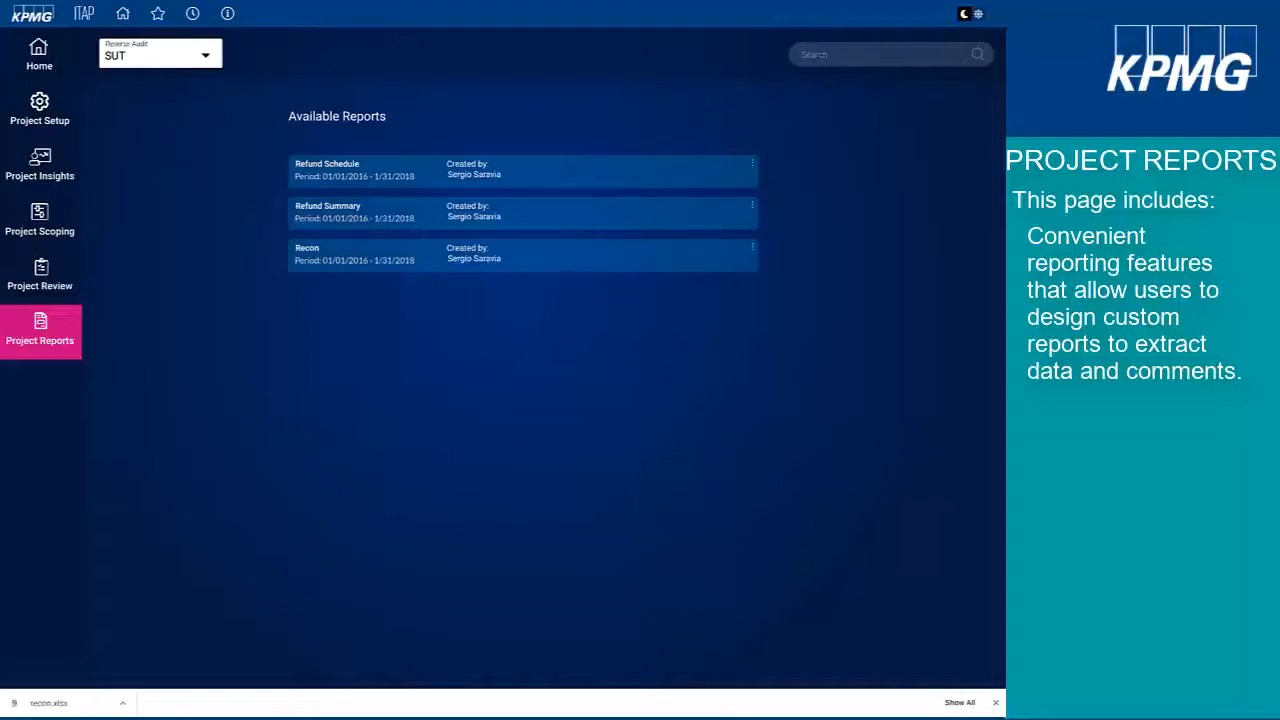 KPMG ITAP
Reverse Audit
SUT
Search
Home
Project Setup
Project Insights
Project Scoping
Project Review
Project Reports
Available Reports
Refund Schedule Created by:
Period: 01/01/2016 - 1/31/2018 Sergio Saravia
Refund Summary Created by:
Period: 01/01/2016 - 1/31/2018 Sergio Saravia
Recon Created by:
Period: 01/01/2016 - 1/31/2018 Sergio Saravia
recon.xlsx
Show All
KPMG
PROJECT REPORTS
This page includes:
Convenient
reporting features
that allow users to
design custom
reports to extract
data and comments.